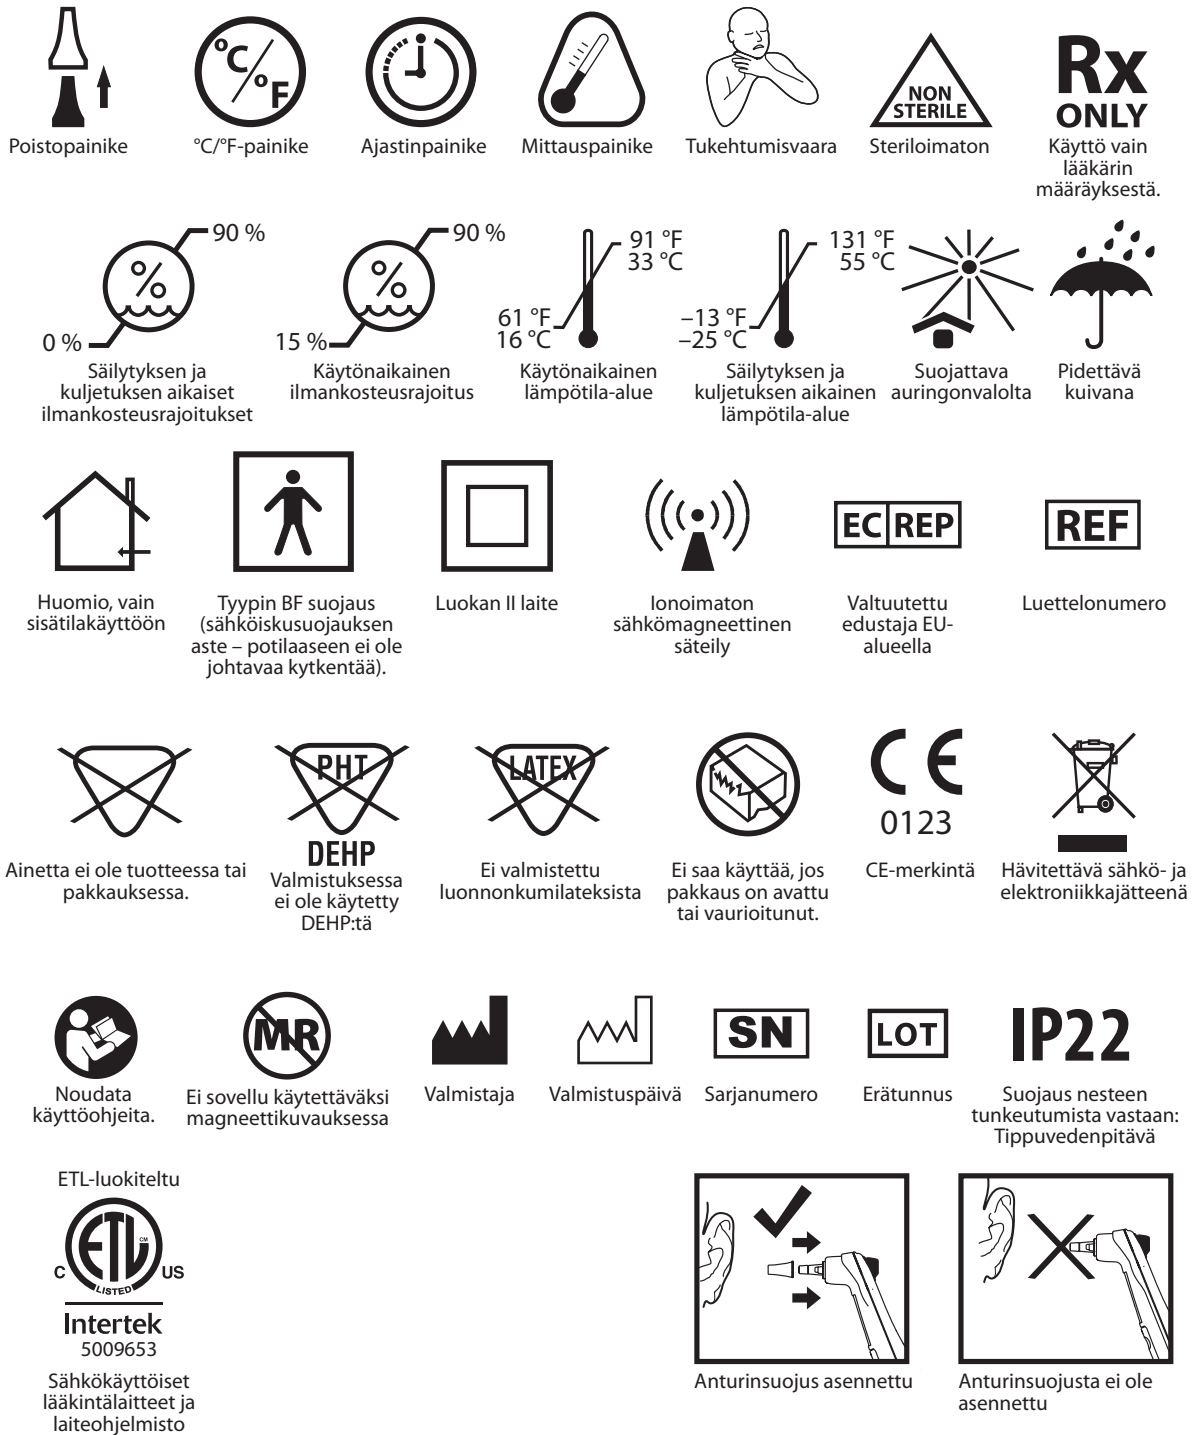 °C/°F
NON
STERILE
Rx
ONLY
Poistopainike
°C/°F-painike
Ajastinpainike
Mittauspainike
Tukehtumisvaara
Steriloimaton
Käyttö vain
lääkärin
määräyksestä.
90 %
%
0 %
Säilytyksen ja
kuljetuksen aikaiset
ilmankosteusrajoitukset
90 %
%
15 %
Käytönaikainen
ilmankosteusrajoitus
91 °F
33 °C
61 °F
16 °C
Käytönaikainen
lämpötila-alue
131 °F
55 °C
–13 °F
–25 °C
Säilytyksen ja
kuljetuksen aikainen
lämpötila-alue
Suojattava
auringonvalolta
Pidettävä
kuivana
Huomio, vain
sisätilakäyttöön
Tyypin BF suojaus
(sähköiskusuojauksen
aste – potilaaseen ei ole
johtavaa kytkentää).
Luokan II laite
Ionoimaton
sähkömagneettinen
säteily
EC REP
Valtuutettu
edustaja EU-
alueella
REF
Luettelonumero
Ainetta ei ole tuotteessa tai
pakkauksessa.
PHT
DEHP
Valmistuksessa
ei ole käytetty
DEHP:tä
LATEX
Ei valmistettu
luonnonkumilateksista
Ei saa käyttää, jos
pakkaus on avattu
tai vaurioitunut.
CE
0123
CE-merkintä
Hävitettävä sähkö- ja
elektroniikkajätteenä
Noudata
käyttöohjeita.
MR
Ei sovellu käytettäväksi
magneettikuvauksessa
Valmistaja
Valmistuspäivä
SN
Sarjanumero
LOT
Erätunnus
IP22
Suojaus nesteen
tunkeutumista vastaan:
Tippuvedenpitävä
ETL-luokiteltu
ETL CM
C US
LISTED
Intertek
5009653
Sähkökäyttöiset
lääkintälaitteet ja
laiteohjelmisto
Anturinsuojus asennettu
Anturinsuojusta ei ole
asennettu